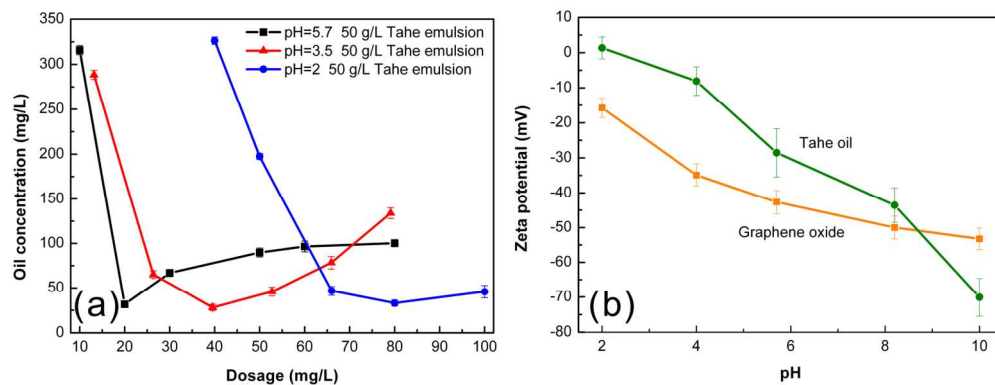 (a)
pH=5.7 50 g/L Tahe emulsion
pH=3.5 50 g/L Tahe emulsion
pH=2 50 g/L Tahe emulsion
Oil concentration (mg/L)
350
300
250
200
150
100
50
0
10 20 30 40 50 60 70 80 90 100
Dosage (mg/L)
(b)
Zeta potential (mV)
10
0
-10
-20
-30
-40
-50
-60
-70
-80
Tahe oil
Graphene oxide
2 4 6 8 10
pH